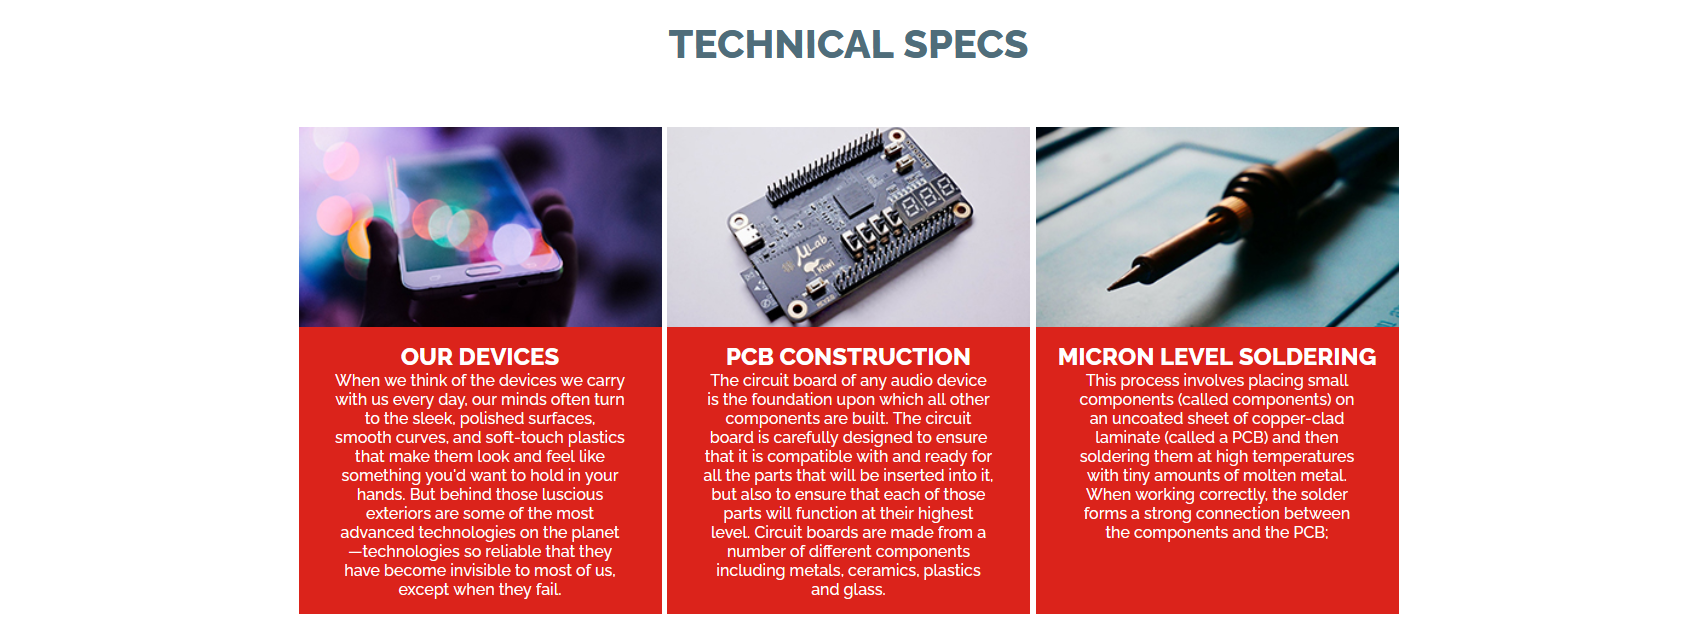 TECHNICAL SPECS
μLab
Kiwi
OUR DEVICES
When we think of the devices we carry
with us every day, our minds often turn
to the sleek, polished surfaces,
smooth curves, and soft-touch plastics
that make them look and feel like
something you'd want to hold in your
hands. But behind those luscious
exteriors are some of the most
advanced technologies on the planet
—technologies so reliable that they
have become invisible to most of us,
except when they fail.
PCB CONSTRUCTION
The circuit board of any audio device
is the foundation upon which all other
components are built. The circuit
board is carefully designed to ensure
that it is compatible with and ready for
all the parts that will be inserted into it,
but also to ensure that each of those
parts will function at their highest
level. Circuit boards are made from a
number of different components
including metals, ceramics, plastics
and glass.
MICRON LEVEL SOLDERING
This process involves placing small
components (called components) on
an uncoated sheet of copper-clad
laminate (called a PCB) and then
soldering them at high temperatures
with tiny amounts of molten metal.
When working correctly, the solder
forms a strong connection between
the components and the PCB;